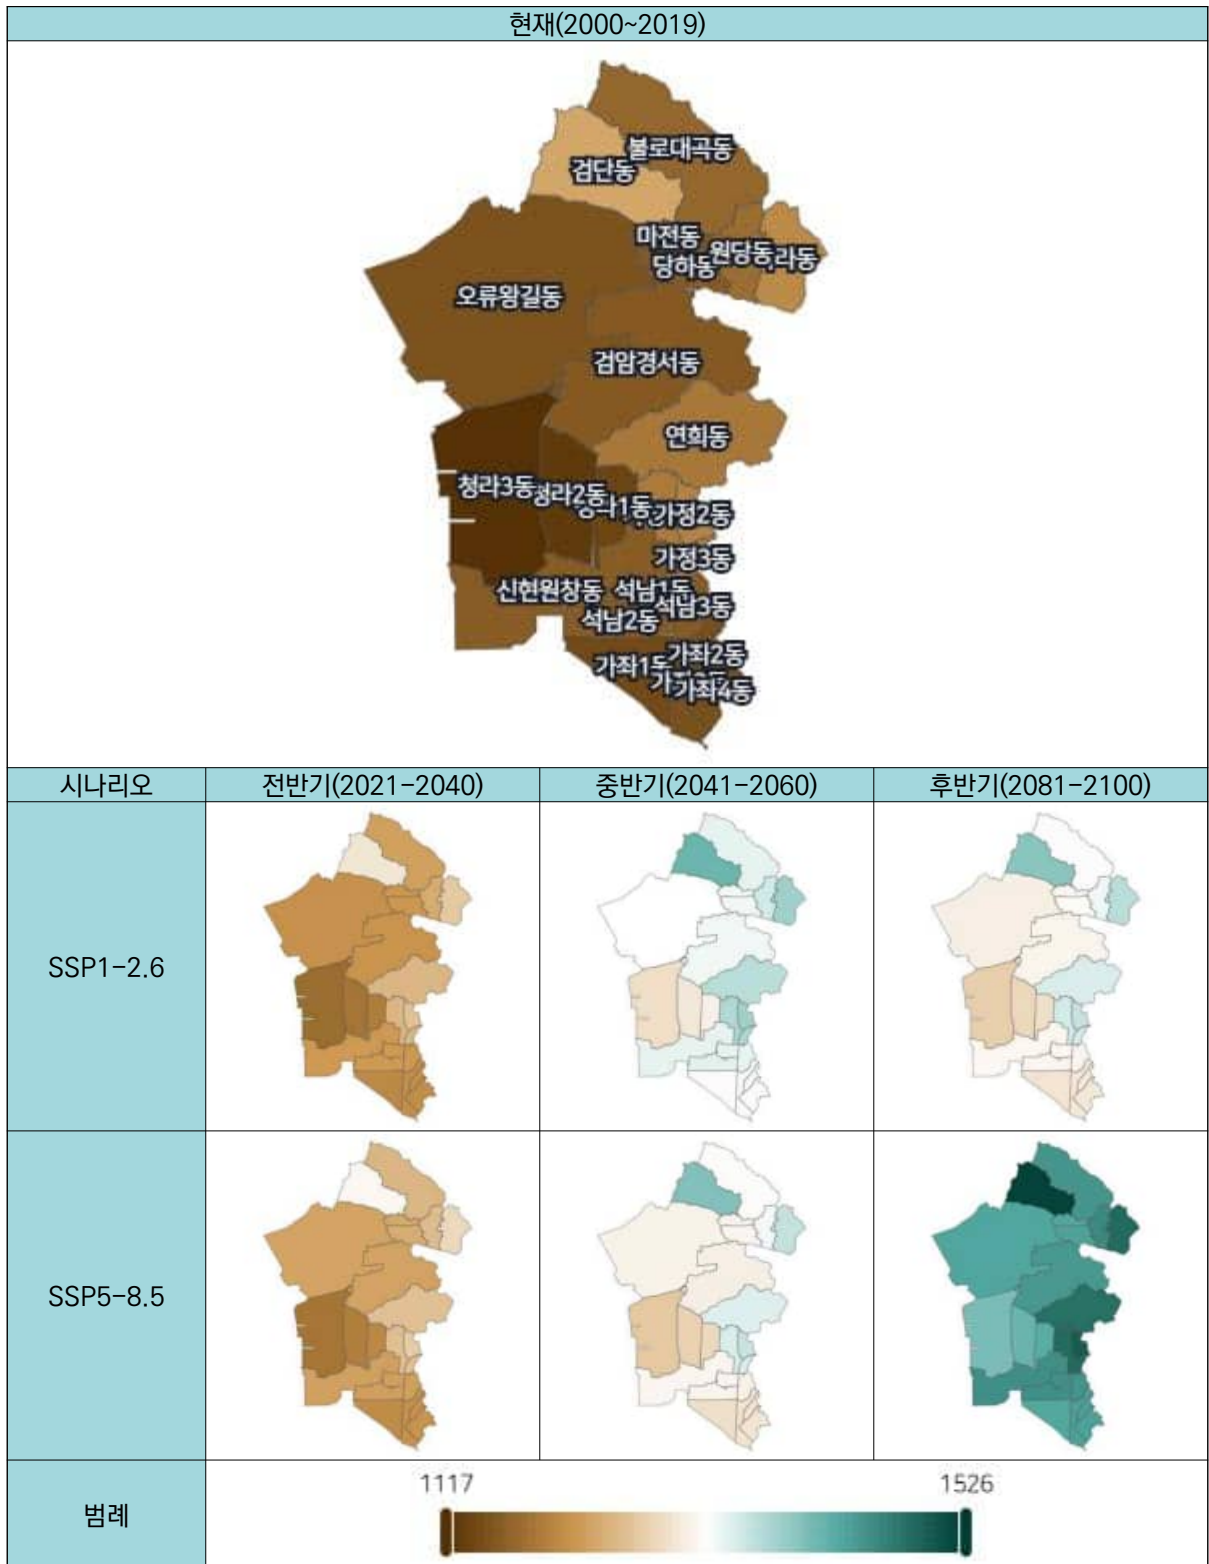 현재(2000~2019)
불로대곡동
검단동
마전동
원당동
라동
당하동
오류왕길동
검암경서동
연희동
청라3동
청라2동
라1동
가정2동
가정3동
신현원창동
석남1동
석남3동
석남2동
가좌2동
가좌1동
가좌4동
시나리오
전반기(2021-2040)
중반기(2041-2060)
후반기(2081-2100)
SSP1-2.6
SSP5-8.5
범례
1117
1526